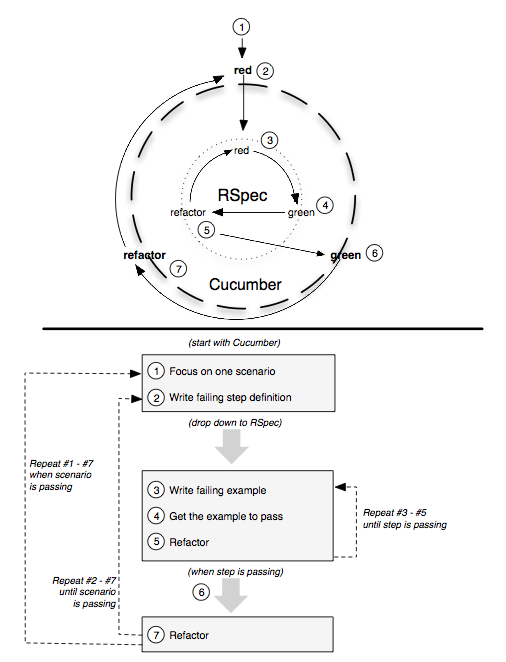 1
red 2
red 3
RSpec
refactor green 4
5
refactor green 6
7
Cucumber
(start with Cucumber)
1 Focus on one scenario
2 Write failing step definition
(drop down to RSpec)
Repeat #1 - #7
when scenario
is passing
3 Write failing example
4 Get the example to pass
5 Refactor
Repeat #3 - #5
until step is passing
(when step is passing)
6
Repeat #2 - #7
until scenario
is passing
7 Refactor